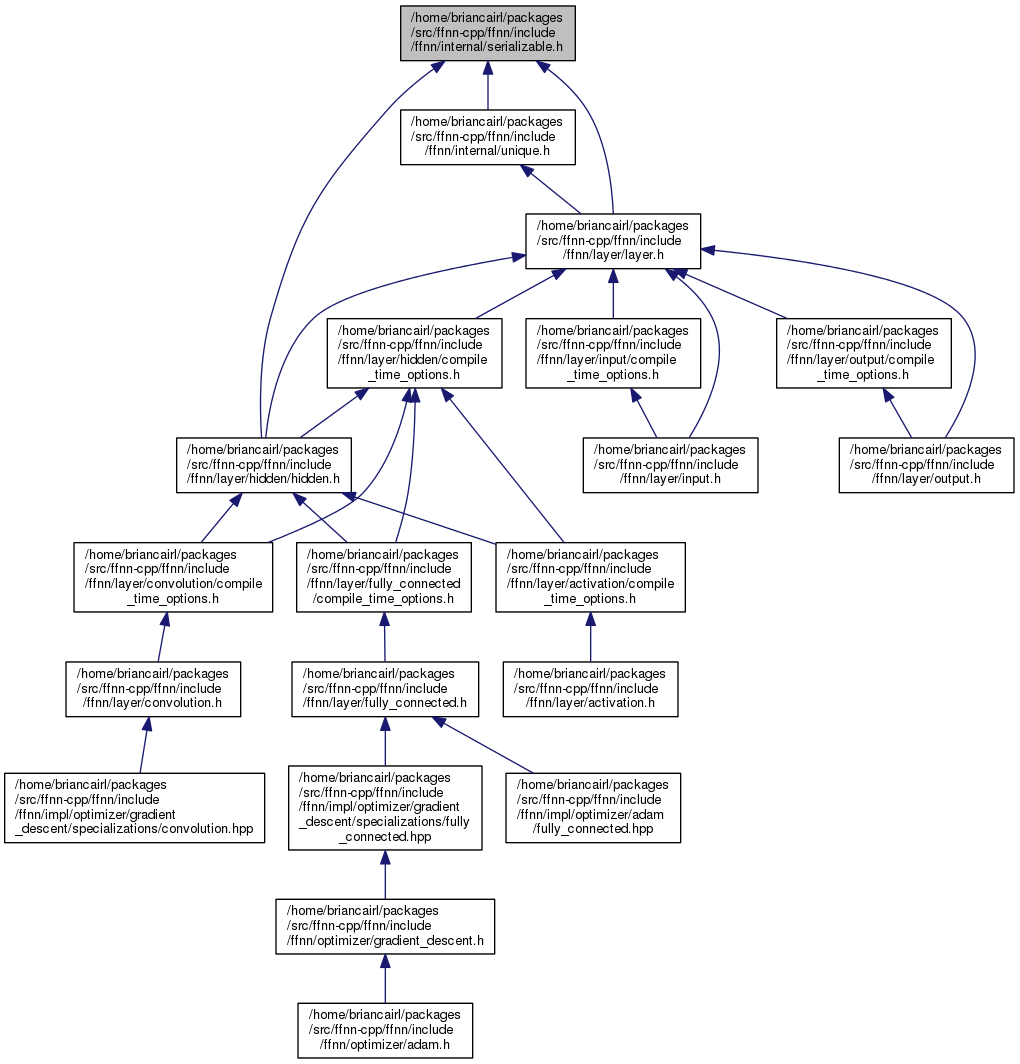 /home/briancairl/packages
/src/ffnn-cpp/ffnn/include
/ffnn/internal/serializable.h
/home/briancairl/packages
/src/ffnn-cpp/ffnn/include
/ffnn/internal/unique.h
/home/briancairl/packages
/src/ffnn-cpp/ffnn/include
/ffnn/layer/layer.h
/home/briancairl/packages
/src/ffnn-cpp/ffnn/include
/ffnn/layer/hidden/compile
_time_options.h
/home/briancairl/packages
/src/ffnn-cpp/ffnn/include
/ffnn/layer/input/compile
_time_options.h
/home/briancairl/packages
/src/ffnn-cpp/ffnn/include
/ffnn/layer/output/compile
_time_options.h
/home/briancairl/packages
/src/ffnn-cpp/ffnn/include
/ffnn/layer/hidden/hidden.h
/home/briancairl/packages
/src/ffnn-cpp/ffnn/include
/ffnn/layer/input.h
/home/briancairl/packages
/src/ffnn-cpp/ffnn/include
/ffnn/layer/output.h
/home/briancairl/packages
/src/ffnn-cpp/ffnn/include
/ffnn/layer/convolution/compile
_time_options.h
/home/briancairl/packages
/src/ffnn-cpp/ffnn/include
/ffnn/layer/fully_connected
/compile_time_options.h
/home/briancairl/packages
/src/ffnn-cpp/ffnn/include
/ffnn/layer/activation/compile
_time_options.h
/home/briancairl/packages
/src/ffnn-cpp/ffnn/include
/ffnn/layer/convolution.h
/home/briancairl/packages
/src/ffnn-cpp/ffnn/include
/ffnn/layer/fully_connected.h
/home/briancairl/packages
/src/ffnn-cpp/ffnn/include
/ffnn/layer/activation.h
/home/briancairl/packages
/src/ffnn-cpp/ffnn/include
/ffnn/impl/optimizer/gradient
_descent/specializations/convolution.hpp
/home/briancairl/packages
/src/ffnn-cpp/ffnn/include
/ffnn/impl/optimizer/gradient
_descent/specializations/fully
_connected.hpp
/home/briancairl/packages
/src/ffnn-cpp/ffnn/include
/ffnn/impl/optimizer/adam
/fully_connected.hpp
/home/briancairl/packages
/src/ffnn-cpp/ffnn/include
/ffnn/optimizer/gradient_descent.h
/home/briancairl/packages
/src/ffnn-cpp/ffnn/include
/ffnn/optimizer/adam.h